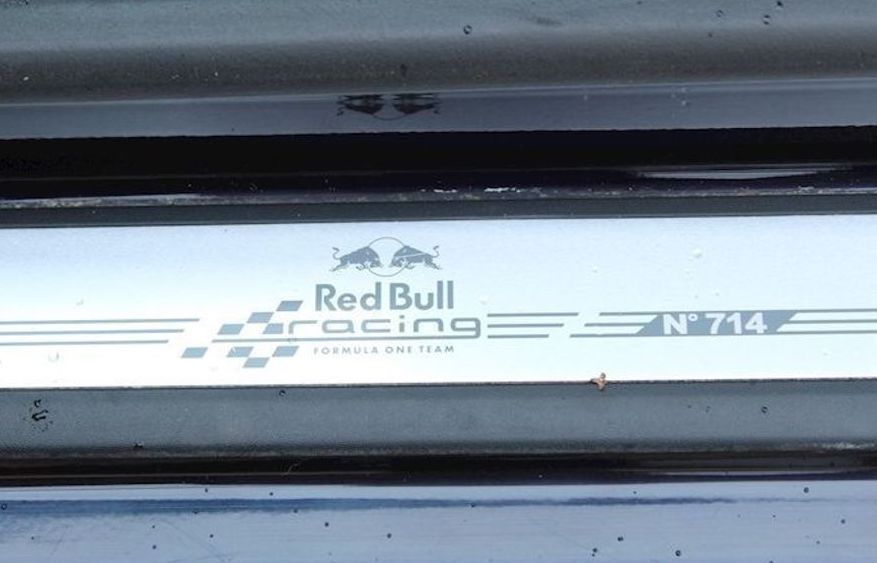 Red Bull
racing
FORMULA ONE TEAM
N° 714